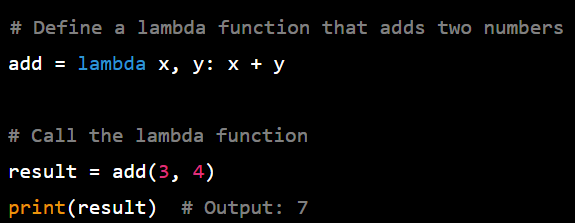 # Define a lambda function that adds two numbers
add = lambda x, y: x + y
# Call the lambda function
result = add(3, 4)
print(result)  # Output: 7